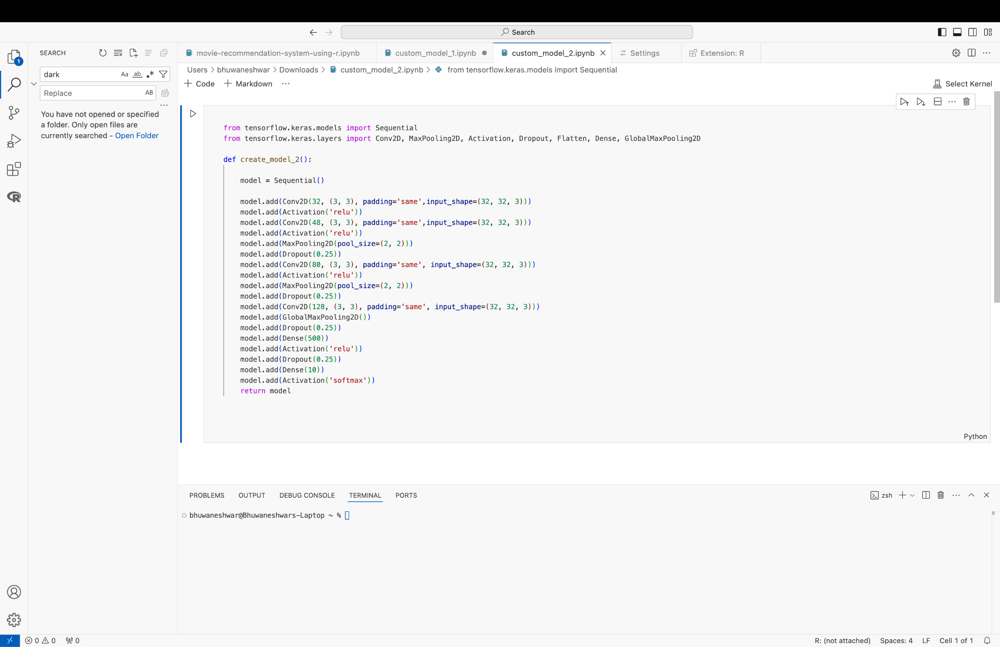 Search
1
SEARCH
dark
Aa ab .*
Replace
AB
You have not opened or specified
a folder. Only open files are
currently searched - Open Folder
R
movie-recommendation-system-using-r.ipynb
custom_model_1.ipynb
custom_model_2.ipynb
Settings
Extension: R
Users > bhuwaneshwar > Downloads > custom_model_2.ipynb > from tensorflow.keras.models import Sequential
+ Code + Markdown ...
Select Kernel
from tensorflow.keras.models import Sequential
from tensorflow.keras.layers import Conv2D, MaxPooling2D, Activation, Dropout, Flatten, Dense, GlobalMaxPooling2D
def create_model_2():
model = Sequential()
model.add(Conv2D(32, (3, 3), padding='same',input_shape=(32, 32, 3)))
model.add(Activation('relu'))
model.add(Conv2D(48, (3, 3), padding='same',input_shape=(32, 32, 3)))
model.add(Activation('relu'))
model.add(MaxPooling2D(pool_size=(2, 2)))
model.add(Dropout(0.25))
model.add(Conv2D(80, (3, 3), padding='same', input_shape=(32, 32, 3)))
model.add(Activation('relu'))
model.add(MaxPooling2D(pool_size=(2, 2)))
model.add(Dropout(0.25))
model.add(Conv2D(128, (3, 3), padding='same', input_shape=(32, 32, 3)))
model.add(GlobalMaxPooling2D())
model.add(Dropout(0.25))
model.add(Dense(500))
model.add(Activation('relu'))
model.add(Dropout(0.25))
model.add(Dense(10))
model.add(Activation('softmax'))
return model
Python
PROBLEMS OUTPUT DEBUG CONSOLE TERMINAL PORTS
zsh
bhuwaneshwar@Bhuwaneshwars-Laptop ~ %
0 0 0
R: (not attached) Spaces: 4 LF Cell 1 of 1